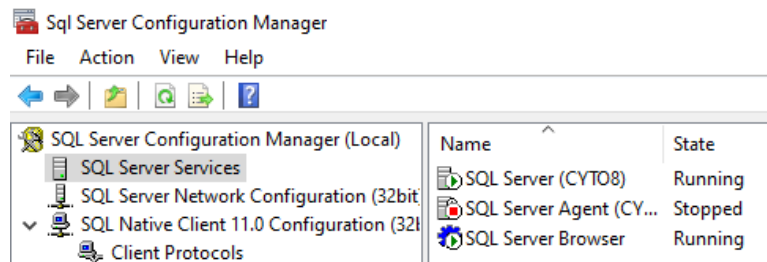 Sql Server Configuration Manager
File Action View Help
SQL Server Configuration Manager (Local)
SQL Server Services
SQL Server Network Configuration (32bit
SQL Native Client 11.0 Configuration (32
Client Protocols
Name State
SQL Server (CYTO8) Running
SQL Server Agent (CY... Stopped
SQL Server Browser Running